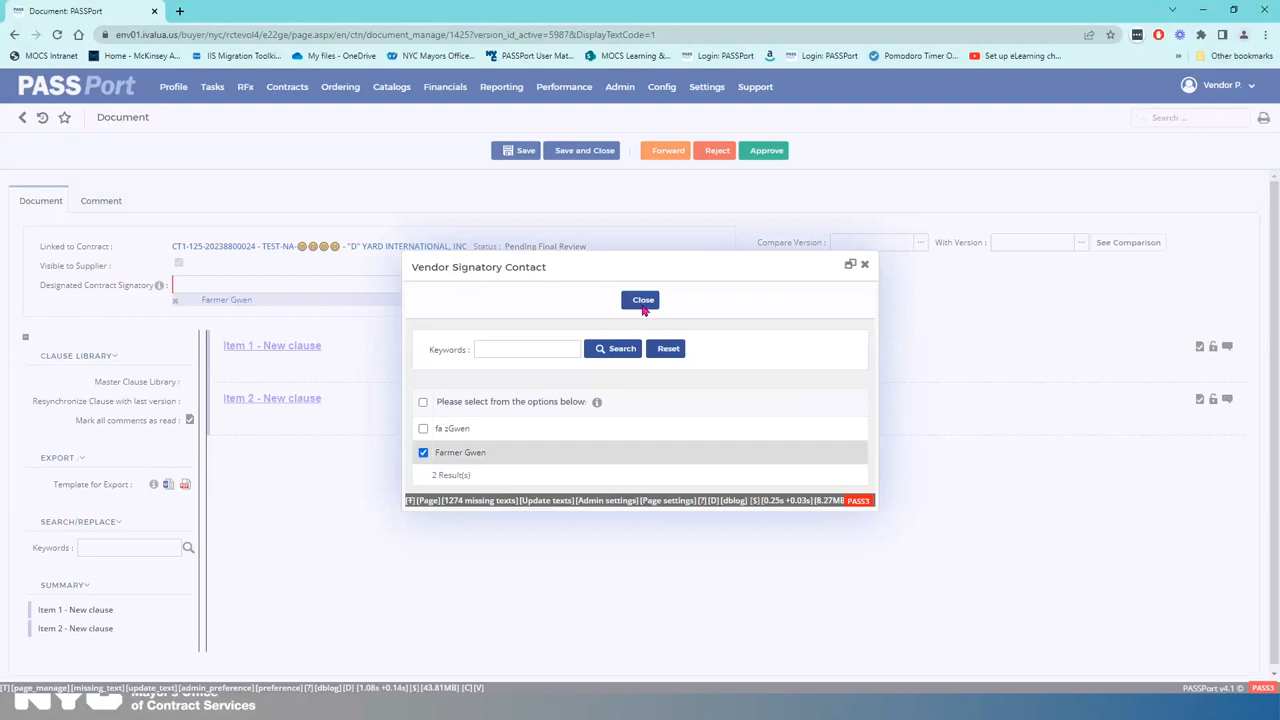 Document: PASSPort
env01.ivalua.us/buyer/nyc/rctevol4/e22ge/page.aspx/en/ctn/document_manage/1425?version_id_active=5987&DisplayTextCode=1
MOCS Intranet Home - McKinsey A... IIS Migration Toolki... My files - OneDrive NYC Mayors Office... PASSPort User Mat... MOCS Learning &... Login: PASSPort Login: PASSPort Pomodoro Timer O... Set up eLearning ch... » Other bookmarks
PASSPort Profile Tasks RFx Contracts Ordering Catalogs Financials Reporting Performance Admin Config Settings Support Vendor P.
Document Search ...
Save Save and Close Forward Reject Approve
Document Comment
Linked to Contract : CT1-125-20238800024 - TEST-NA- - "D" YARD INTERNATIONAL, INC Status : Pending Final Review Compare Version : ... With Version : ... See Comparison
Visible to Supplier :
Designated Contract Signatory :
Farmer Gwen
Vendor Signatory Contact
Close
Keywords : Search Reset
Please select from the options below:
fa zGwen
Farmer Gwen
2 Result(s)
[T][Page][1274 missing texts][Update texts][Admin settings][Page settings][?][D][dblog] [$][0.25s +0.03s][8.27MB PASS3
CLAUSE LIBRARY
Master Clause Library :
Resynchronize Clause with last version :
Mark all comments as read :
EXPORT
Template for Export :
SEARCH/REPLACE
Keywords :
SUMMARY
Item 1 - New clause
Item 2 - New clause
Item 1 - New clause
Item 2 - New clause
[T][page_manage][missing_text][update_text][admin_preference][preference][?][dblog][D] [1.08s +0.14s][$][43.81MB] [C][V] PASSPort v4.1 © PASS3
NYC Mayor's Office
of Contract Services